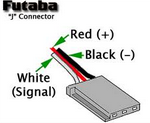 Futaba
"J" Connector
Red (+)
Black (-)
White
(Signal)